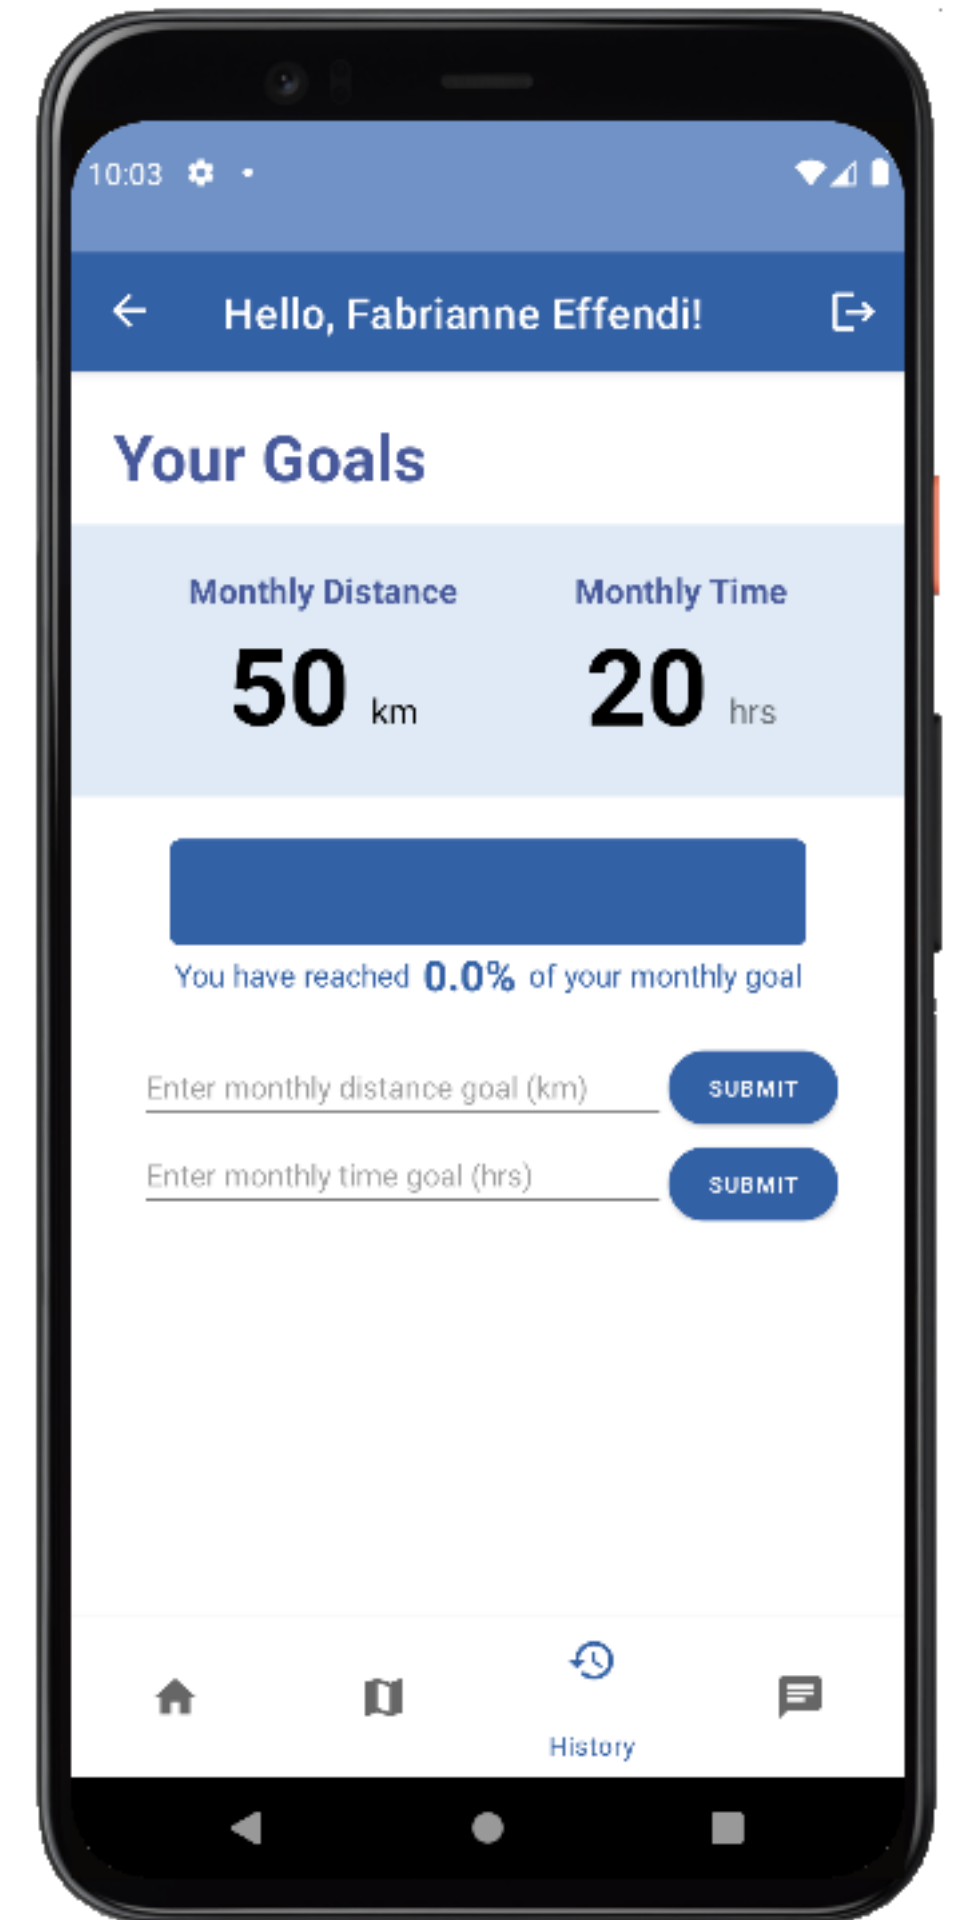 10:03
Hello, Fabrianne Effendi!
Your Goals
Monthly Distance Monthly Time
50 km 20 hrs
You have reached 0.0% of your monthly goal
Enter monthly distance goal (km) SUBMIT
Enter monthly time goal (hrs) SUBMIT
History